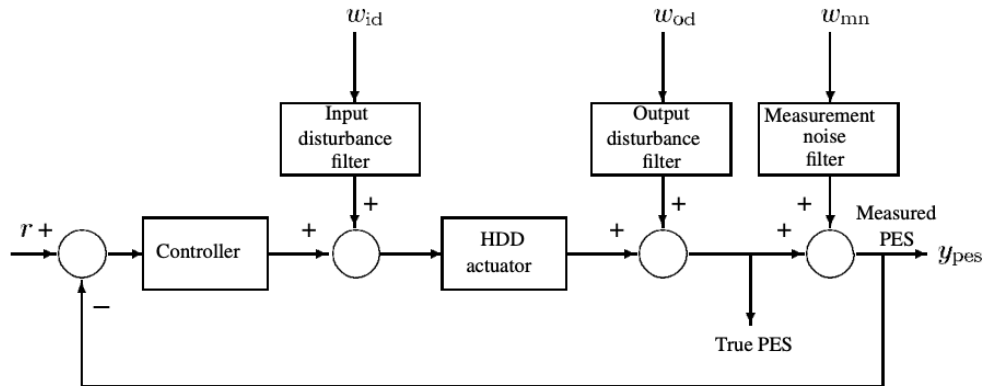 w_id
w_od
w_mn
Input
disturbance
filter
Output
disturbance
filter
Measurement
noise
filter
+
+
+
r +
Controller
+
HDD
actuator
+
+
Measured
PES
y_pes
−
True PES